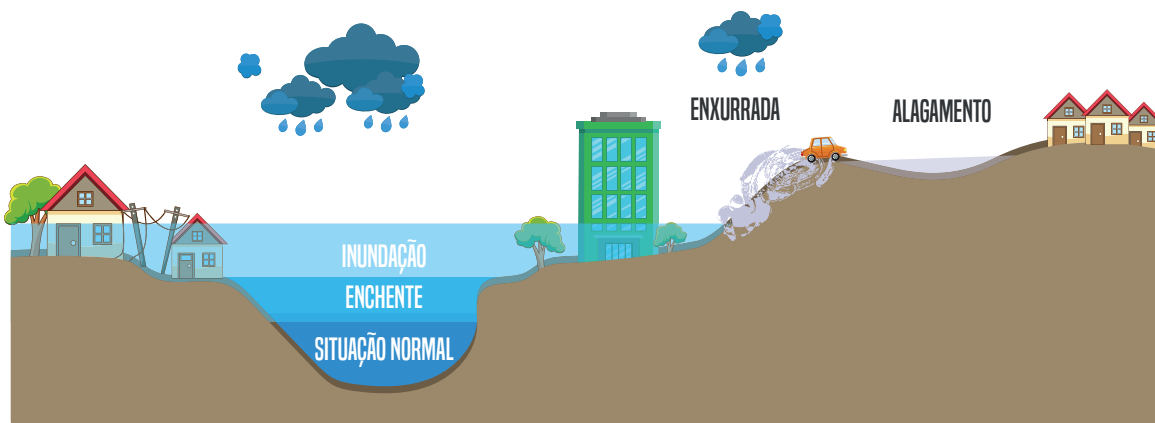 ENXURRADA
ALAGAMENTO
INUNDAÇÃO
ENCHENTE
SITUAÇÃO NORMAL